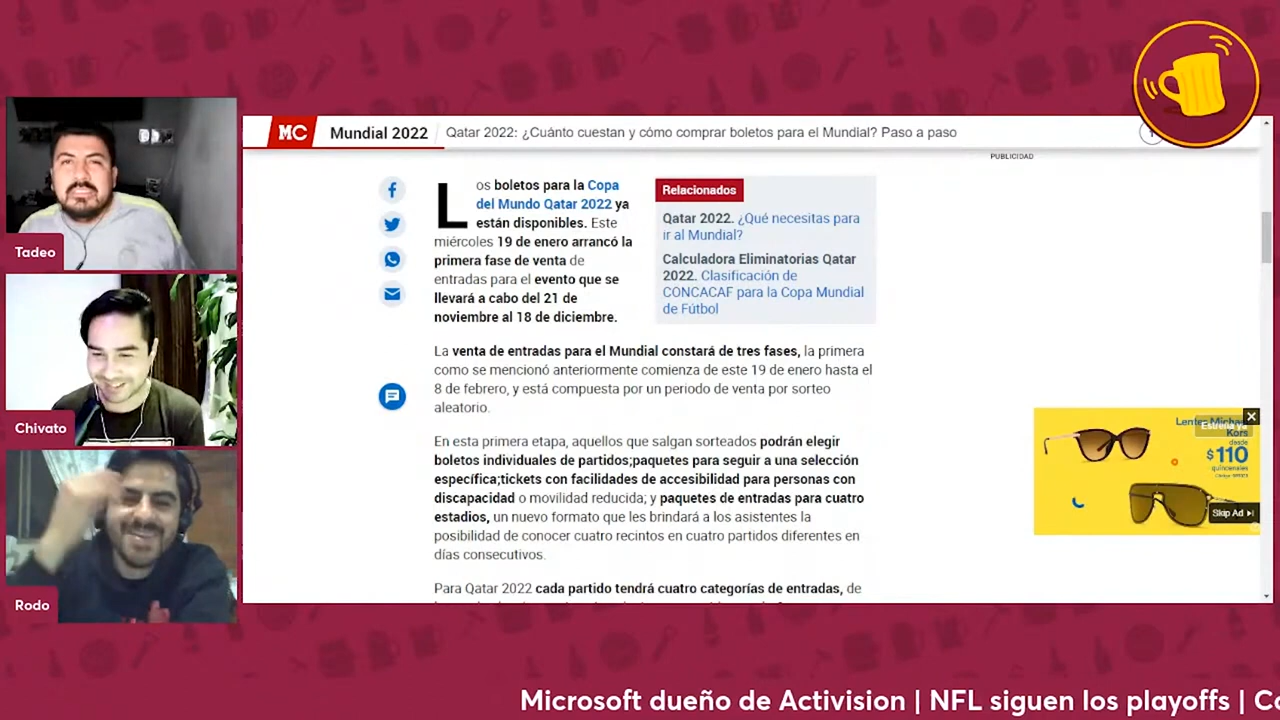 MC
Mundial 2022
Qatar 2022: ¿Cuánto cuestan y cómo comprar boletos para el Mundial? Paso a paso
PUBLICIDAD
Los boletos para la Copa
del Mundo Qatar 2022 ya
están disponibles. Este
miércoles 19 de enero arrancó la
primera fase de venta de
entradas para el evento que se
llevará a cabo del 21 de
noviembre al 18 de diciembre.
Relacionados
Qatar 2022. ¿Qué necesitas para
ir al Mundial?
Calculadora Eliminatorias Qatar
2022. Clasificación de
CONCACAF para la Copa Mundial
de Fútbol
La venta de entradas para el Mundial constará de tres fases, la primera
como se mencionó anteriormente comienza de este 19 de enero hasta el
8 de febrero, y está compuesta por un periodo de venta por sorteo
aleatorio.
En esta primera etapa, aquellos que salgan sorteados podrán elegir
boletos individuales de partidos;paquetes para seguir a una selección
específica;tickets con facilidades de accesibilidad para personas con
discapacidad o movilidad reducida; y paquetes de entradas para cuatro
estadios, un nuevo formato que les brindará a los asistentes la
posibilidad de conocer cuatro recintos en cuatro partidos diferentes en
días consecutivos.
Para Qatar 2022 cada partido tendrá cuatro categorías de entradas, de
Tadeo
Chivato
Rodo
Lentes
Kors
desde
$110
quincenales
Skip Ad
Microsoft dueño de Activision | NFL siguen los playoffs |